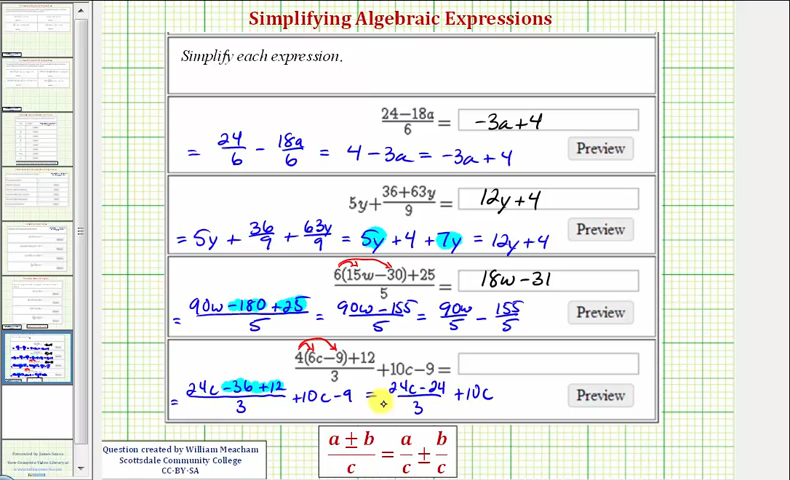 Simplifying Algebraic Expressions
Simplify each expression.
(24−18a)/6 = -3a+4
= 24/6 - 18a/6 = 4 - 3a = -3a + 4
Preview
5y+(36+63y)/9 = 12y+4
= 5y + 36/9 + 63y/9 = 5y + 4 + 7y = 12y + 4
Preview
(6(15w−30)+25)/5 = 18w-31
= (90w - 180 + 25)/5 = (90w - 155)/5 = 90w/5 - 155/5
Preview
(4(6c−9)+12)/3 +10c−9 =
= (24c - 36 + 12)/3 + 10c - 9 = (24c - 24)/3 + 10c
Preview
(a ± b)/c = a/c ± b/c
Question created by William Meacham
Scottsdale Community College
CC-BY-SA